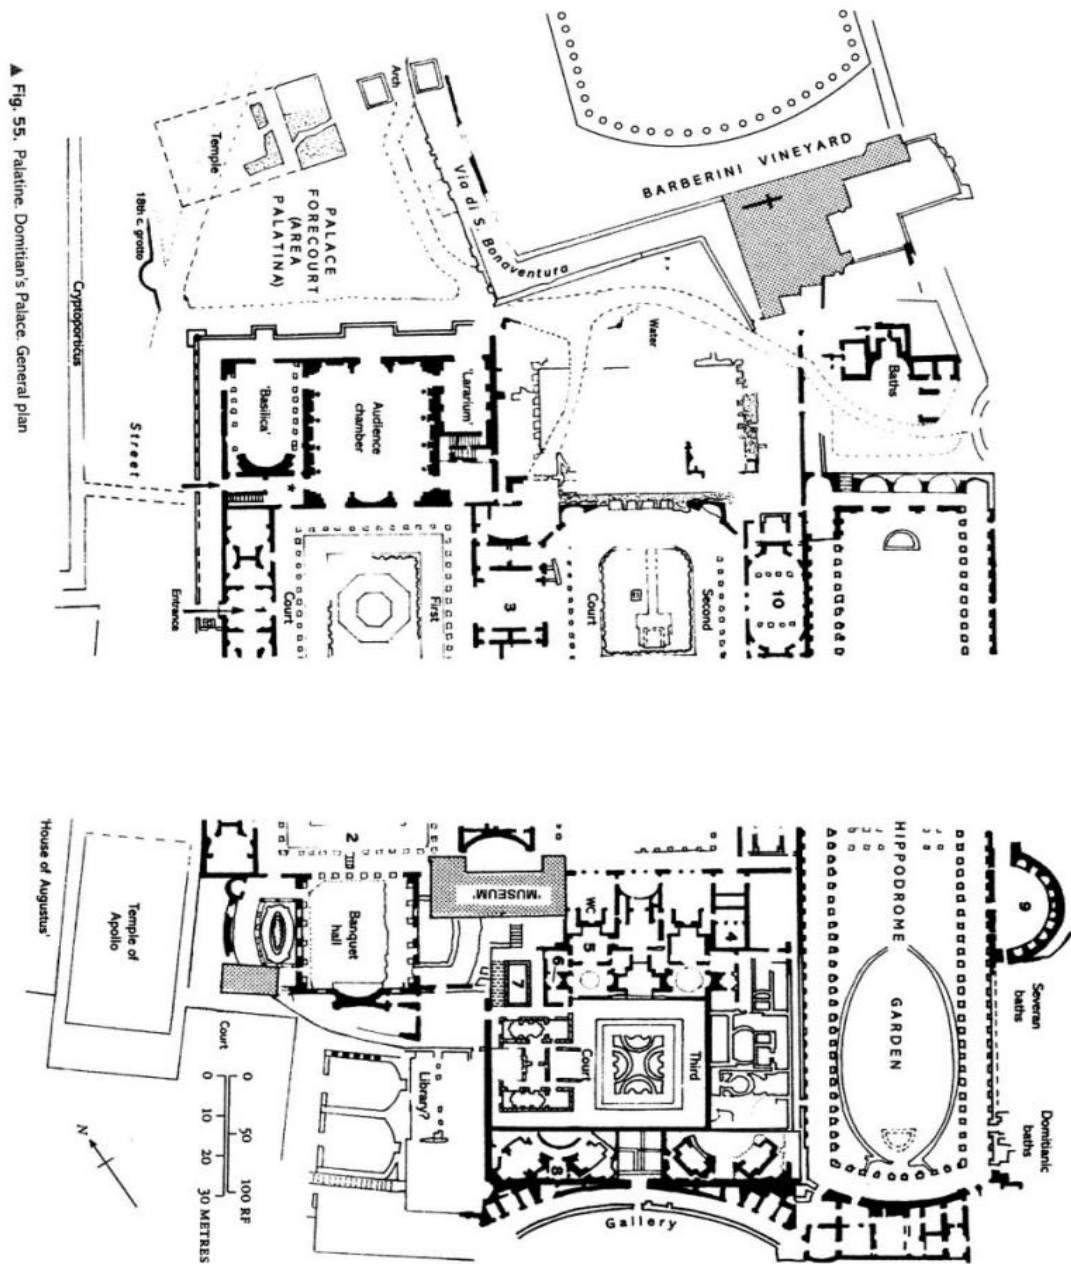 ▲ Fig. 55. Palatine. Domitian's Palace. General plan
Arch
Temple
18th c. grotto
Cryptoporticus
PALACE
FORECOURT
(AREA
PALATINA)
Via di S. Bonaventura
BARBERINI VINEYARD
Water
Baths
'Lararium'
Audience
chamber
'Basilica'
Street
*
Entrance
1
First
Court
3
Second
Court
10
HIPPODROME
GARDEN
9
Severan
baths
Domitianic
baths
2
'MUSEUM'
WC
4
5
6
7
Banquet
hall
Temple of
Apollo
'House of Augustus'
Third
Court
Library?
8
Gallery
Court
0 50 100 RF
0 10 20 30 METRES
N